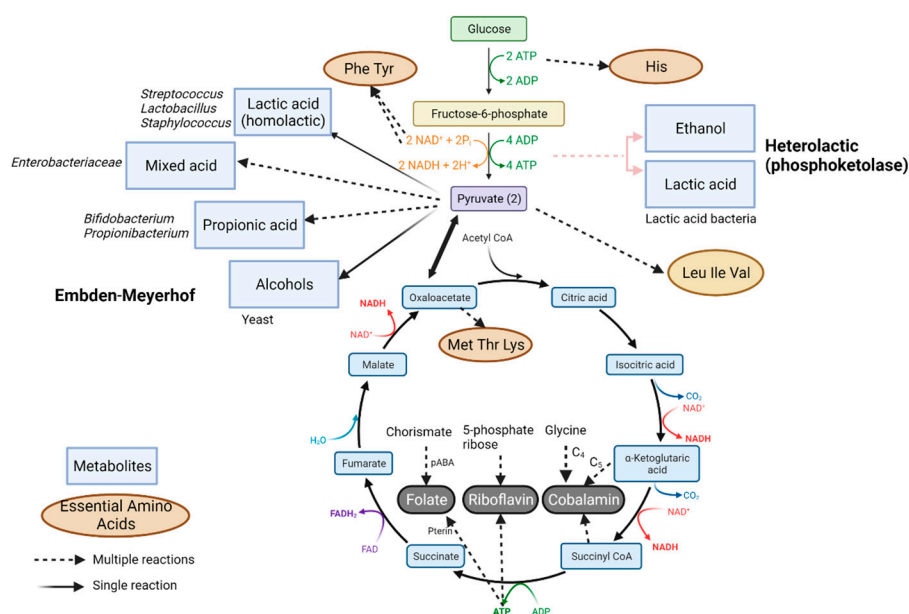 Glucose
2 ATP
2 ADP
His
Phe Tyr
Streptococcus
Lactobacillus
Staphylococcus
Lactic acid
(homolactic)
Fructose-6-phosphate
2 NAD⁺ + 2Pᵢ
2 NADH + 2H⁺
4 ADP
4 ATP
Ethanol
Heterolactic
(phosphoketolase)
Lactic acid
Lactic acid bacteria
Enterobacteriaceae
Mixed acid
Pyruvate (2)
Bifidobacterium
Propionibacterium
Propionic acid
Acetyl CoA
Leu Ile Val
Embden-Meyerhof
Alcohols
Yeast
Oxaloacetate
Citric acid
NADH
NAD⁺
Met Thr Lys
Malate
Isocitric acid
CO₂
NAD⁺
NADH
H₂O
Chorismate
5-phosphate
ribose
Glycine
pABA
C₄
C₅
α-Ketoglutaric
acid
Metabolites
Fumarate
Folate
Riboflavin
Cobalamin
CO₂
Essential Amino
Acids
FADH₂
FAD
Pterin
NAD⁺
NADH
Succinate
Succinyl CoA
Multiple reactions
Single reaction
ATP
ADP